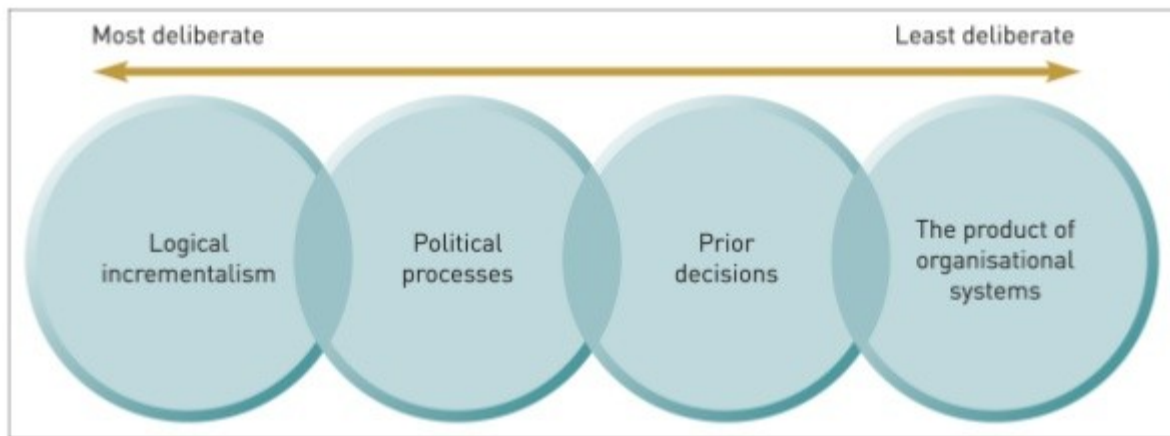 Most deliberate
Least deliberate
Logical
incrementalism
Political
processes
Prior
decisions
The product of
organisational
systems